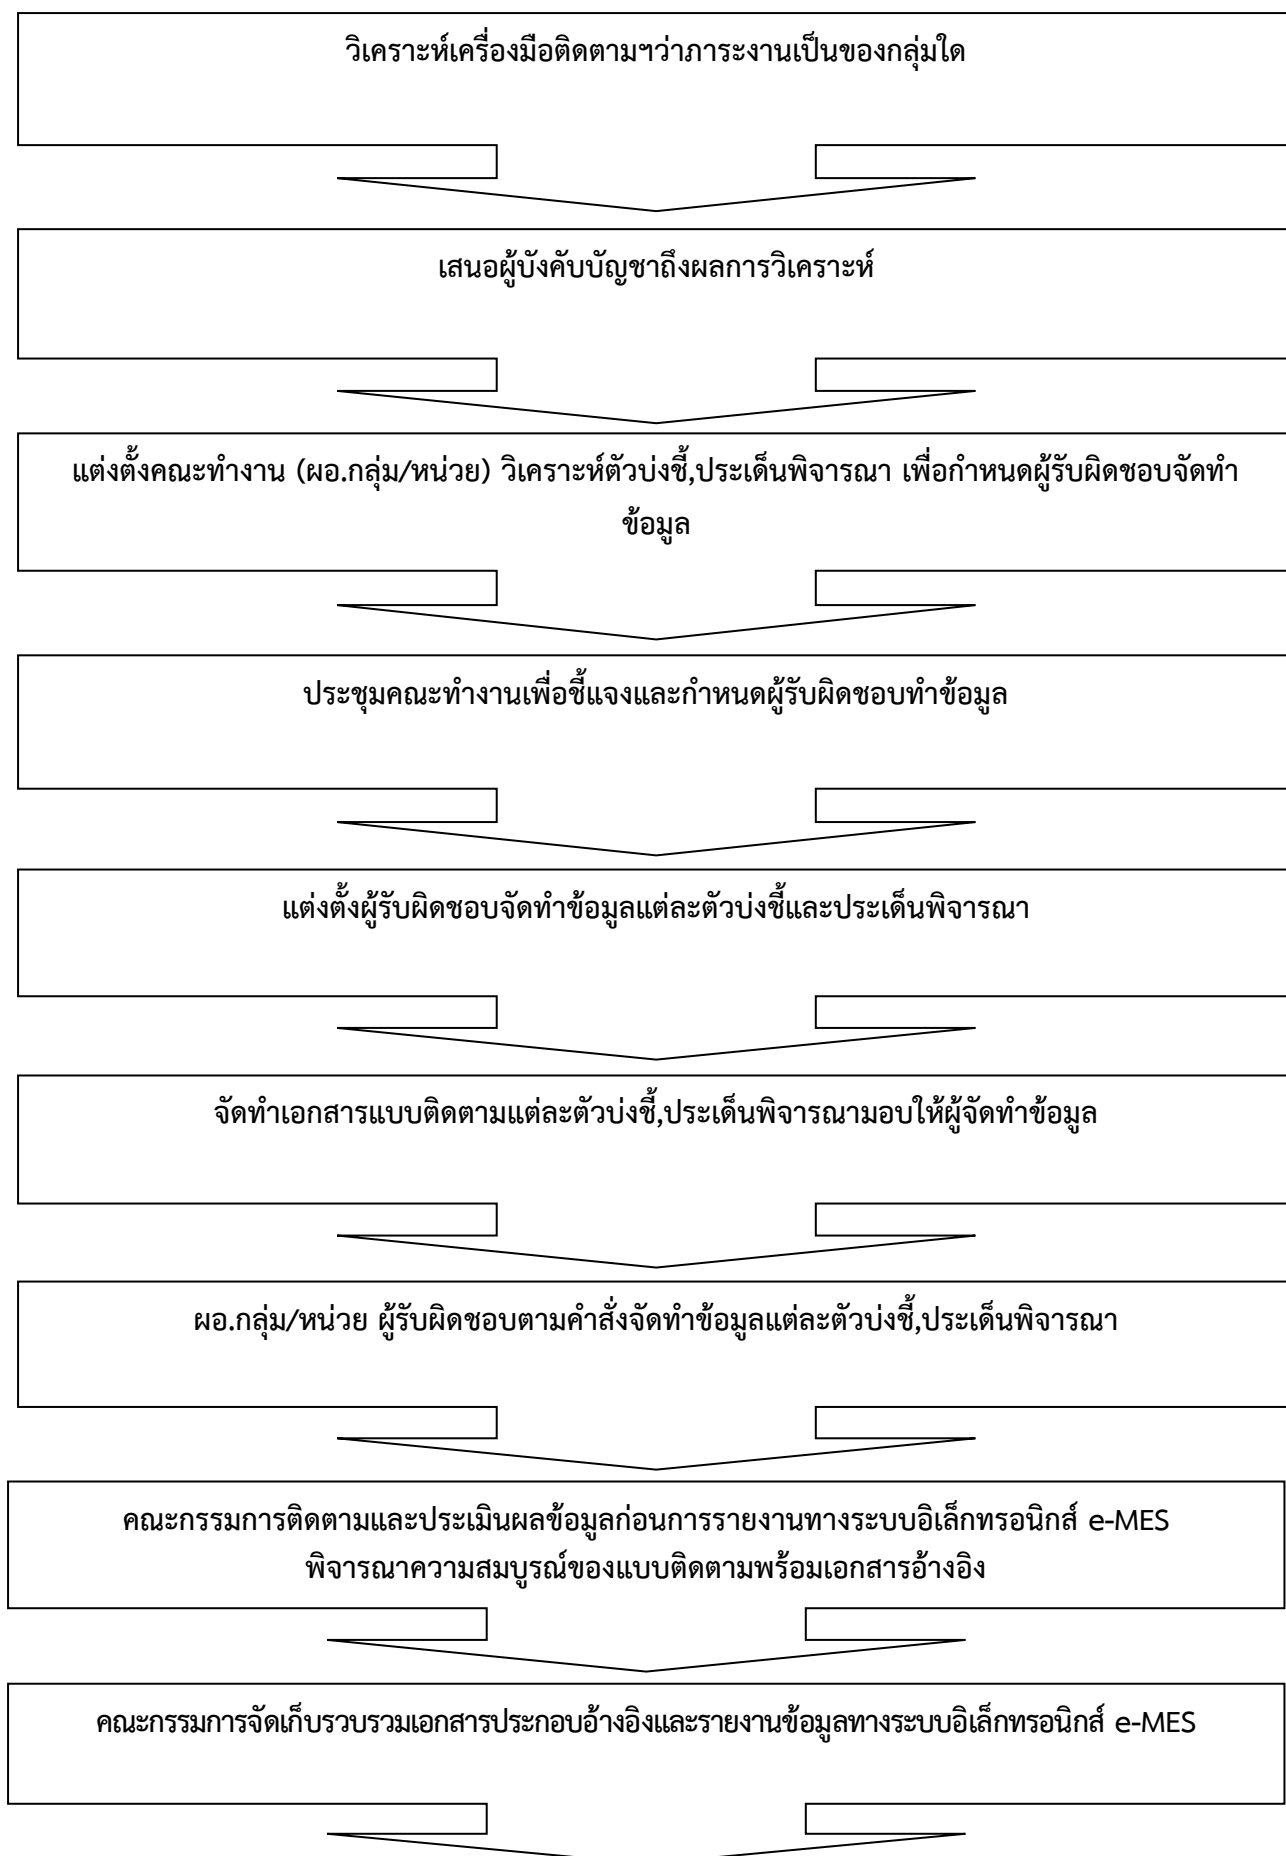 วิเคราะห์เครื่องมือติดตามฯว่าภาระงานเป็นของกลุ่มใด
เสนอผู้บังคับบัญชาถึงผลการวิเคราะห์
แต่งตั้งคณะทำงาน (ผอ.กลุ่ม/หน่วย) วิเคราะห์ตัวบ่งชี้,ประเด็นพิจารณา เพื่อกำหนดผู้รับผิดชอบจัดทำ
ข้อมูล
ประชุมคณะทำงานเพื่อชี้แจงและกำหนดผู้รับผิดชอบทำข้อมูล
แต่งตั้งผู้รับผิดชอบจัดทำข้อมูลแต่ละตัวบ่งชี้และประเด็นพิจารณา
จัดทำเอกสารแบบติดตามแต่ละตัวบ่งชี้,ประเด็นพิจารณามอบให้ผู้จัดทำข้อมูล
ผอ.กลุ่ม/หน่วย ผู้รับผิดชอบตามคำสั่งจัดทำข้อมูลแต่ละตัวบ่งชี้,ประเด็นพิจารณา
คณะกรรมการติดตามและประเมินผลข้อมูลก่อนการรายงานทางระบบอิเล็กทรอนิกส์ e-MES
พิจารณาความสมบูรณ์ของแบบติดตามพร้อมเอกสารอ้างอิง
คณะกรรมการจัดเก็บรวบรวมเอกสารประกอบอ้างอิงและรายงานข้อมูลทางระบบอิเล็กทรอนิกส์ e-MES